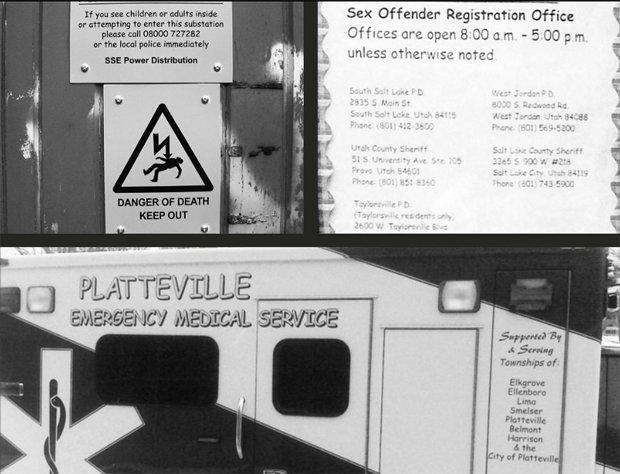 If you see children or adults inside
or attempting to enter this substation
please call 08000 727282
or the local police immediately
SSE Power Distribution
DANGER OF DEATH
KEEP OUT
Sex Offender Registration Office
Offices are open 8:00 a.m. - 5:00 p.m.
unless otherwise noted.
South Salt Lake P.D.
2835 S. Main St.
South Salt Lake, Utah 84115
Phone: (801) 412-3600
West Jordan P.D.
8000 S. Redwood Rd.
West Jordan, Utah 84088
Phone: (801) 569-5200
Utah County Sheriff
51 S. University Ave. Ste. 105
Provo, Utah 84601
Phone: (801) 851-8360
Salt Lake County Sheriff
3365 S. 900 W. #218
Salt Lake City, Utah 84119
Phone: (801) 743-5900
Taylorsville P.D.
(Taylorsville residents only)
2600 W. Taylorsville Blvd
PLATTEVILLE
EMERGENCY MEDICAL SERVICE
Supported By
& Serving
Townships of:
Elkgrove
Ellenboro
Lima
Smelser
Platteville
Belmont
Harrison
& the
City of Platteville